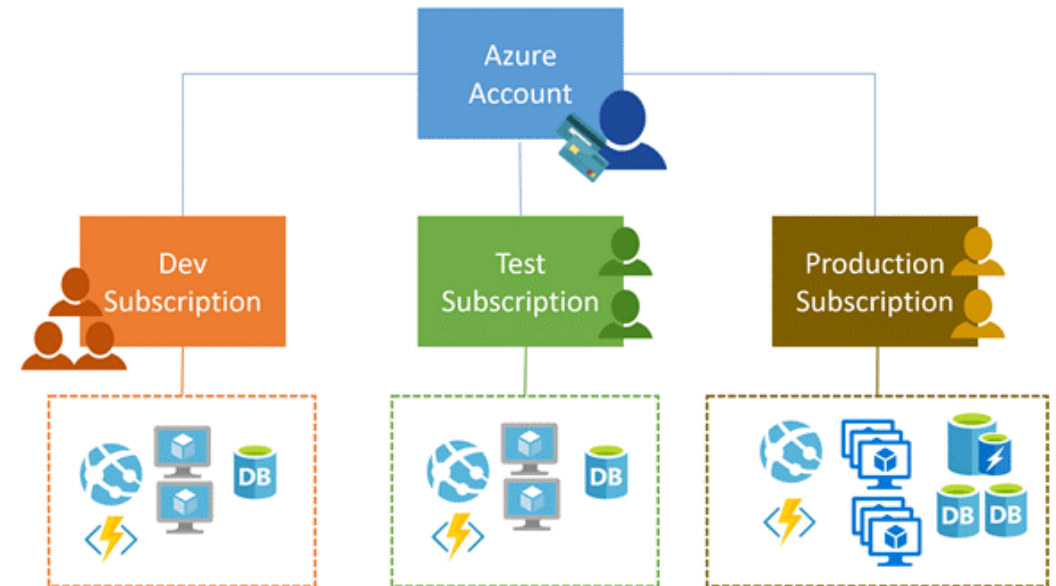 Azure
Account
Dev
Subscription
Test
Subscription
Production
Subscription
DB
DB
DB
DB